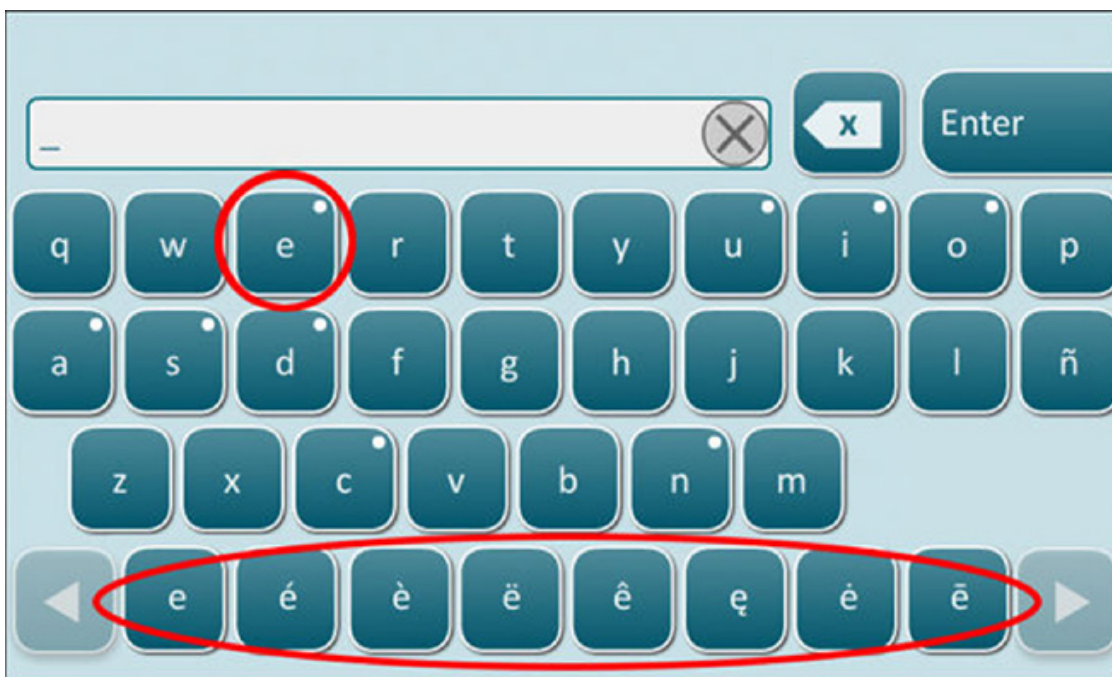 _ x Enter
q w e r t y u i o p
a s d f g h j k l ñ
z x c v b n m
e é è ë ê ę ė ē